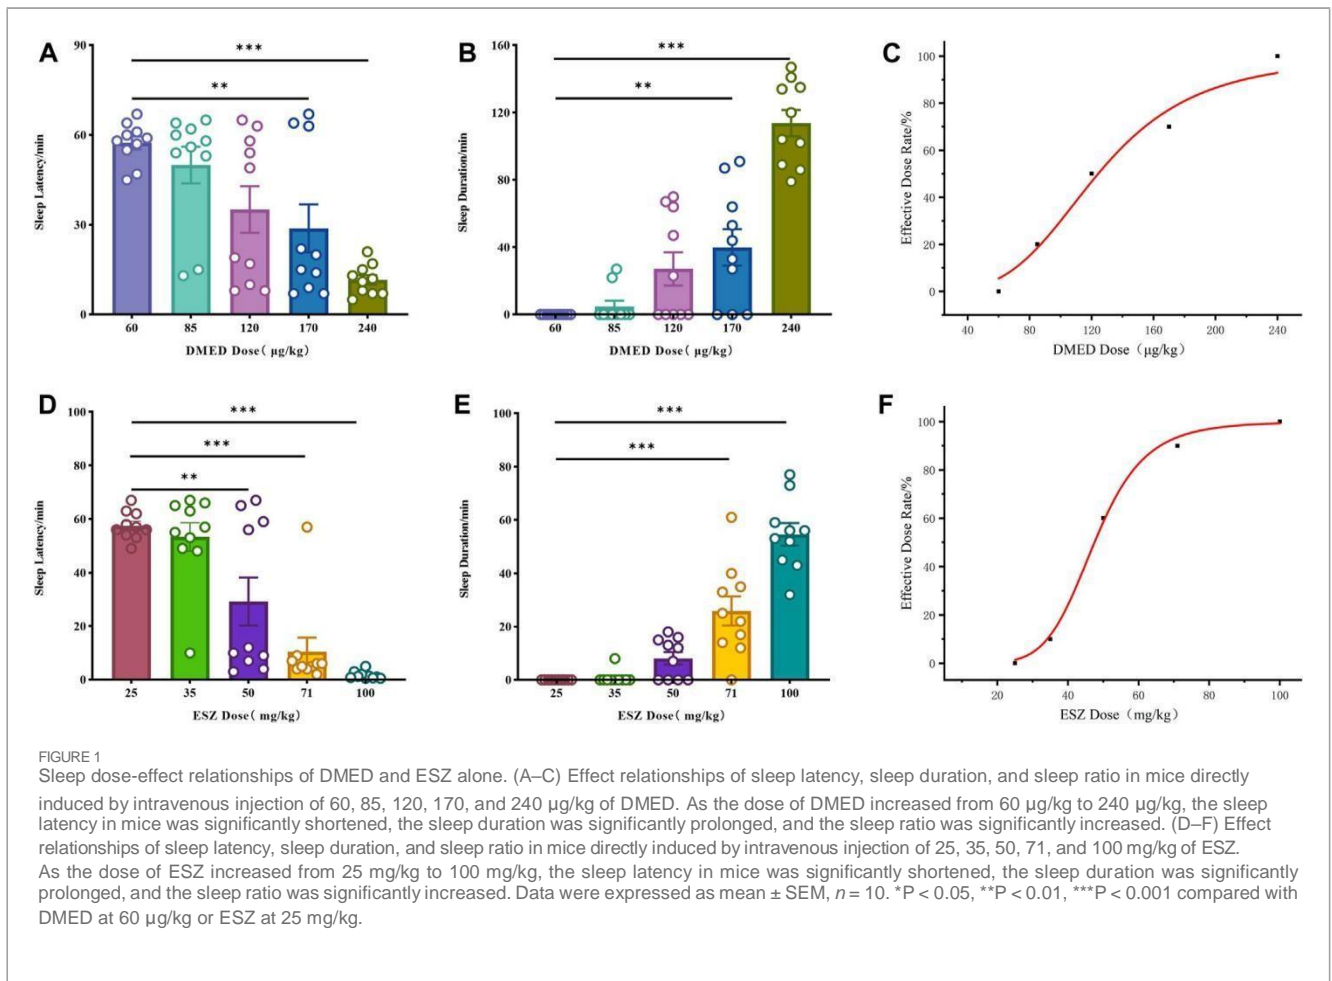 A
90
60
30
0
Sleep Latency/min
***
**
60 85 120 170 240
DMED Dose( μg/kg)
B
160
120
80
40
0
Sleep Duration/min
***
**
60 85 120 170 240
DMED Dose( μg/kg)
C
100
80
60
40
20
0
Effective Dose Rate/%
40 80 120 160 200 240
DMED Dose（μg/kg）
D
100
80
60
40
20
0
Sleep Latency/min
***
***
**
25 35 50 71 100
ESZ Dose( mg/kg)
E
100
80
60
40
20
0
Sleep Duration/min
***
***
25 35 50 71 100
ESZ Dose( mg/kg)
F
100
80
60
40
20
0
Effective Dose Rate/%
20 40 60 80 100
ESZ Dose（mg/kg）
FIGURE 1
Sleep dose-effect relationships of DMED and ESZ alone. (A–C) Effect relationships of sleep latency, sleep duration, and sleep ratio in mice directly
induced by intravenous injection of 60, 85, 120, 170, and 240 μg/kg of DMED. As the dose of DMED increased from 60 μg/kg to 240 μg/kg, the sleep
latency in mice was significantly shortened, the sleep duration was significantly prolonged, and the sleep ratio was significantly increased. (D–F) Effect
relationships of sleep latency, sleep duration, and sleep ratio in mice directly induced by intravenous injection of 25, 35, 50, 71, and 100 mg/kg of ESZ.
As the dose of ESZ increased from 25 mg/kg to 100 mg/kg, the sleep latency in mice was significantly shortened, the sleep duration was significantly
prolonged, and the sleep ratio was significantly increased. Data were expressed as mean ± SEM, n = 10. *P < 0.05, **P < 0.01, ***P < 0.001 compared with
DMED at 60 μg/kg or ESZ at 25 mg/kg.